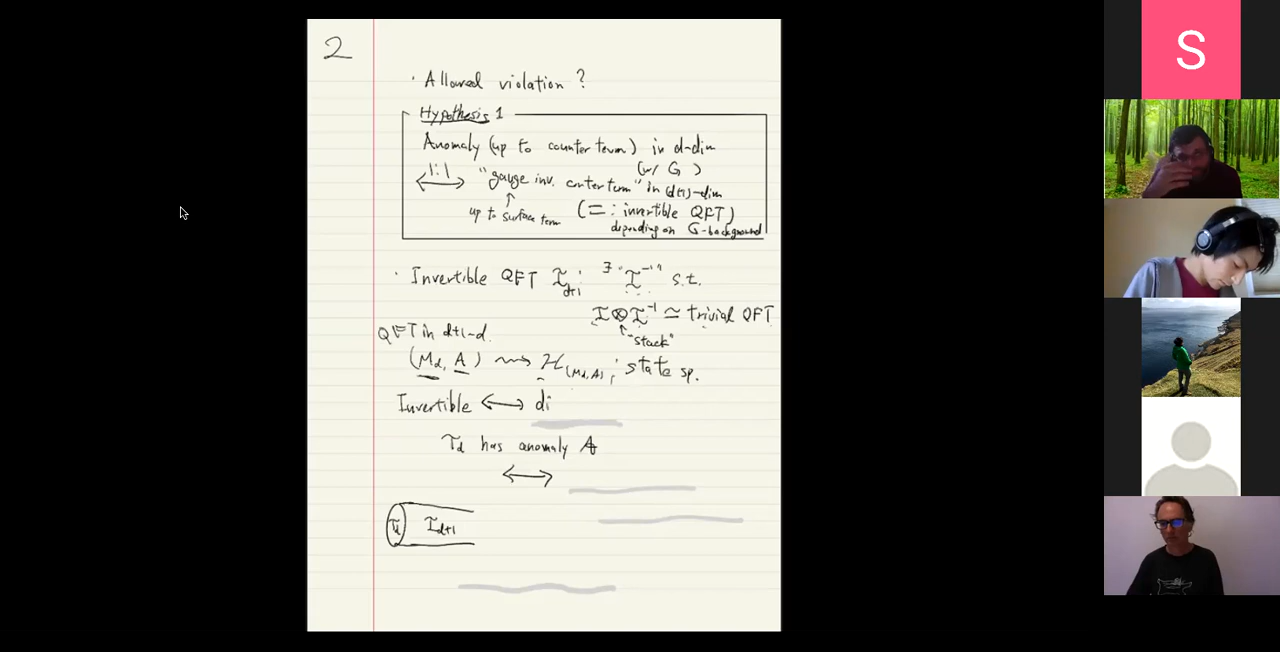 2
· Allowed violation ?
Hypothesis 1
Anomaly (up to counter term) in d-dim
(w/ G )
1:1
⟷ "gauge inv. conter term" in (d+1)-dim
↑
up to surface term
(= : invertible QFT)
depending on G-background
· Invertible QFT I_{d+1} : ∃ "I^{-1}" s.t.
I ⊗ I^{-1} ≃ trivial QFT
↑ "stack"
QFT in d+1-d.
(M_d, A) ⇝ H_{(M_d, A)} ; state sp.
Invertible ⟷ di
T_d has anomaly A
⟷
T_d I_{d+1}
S